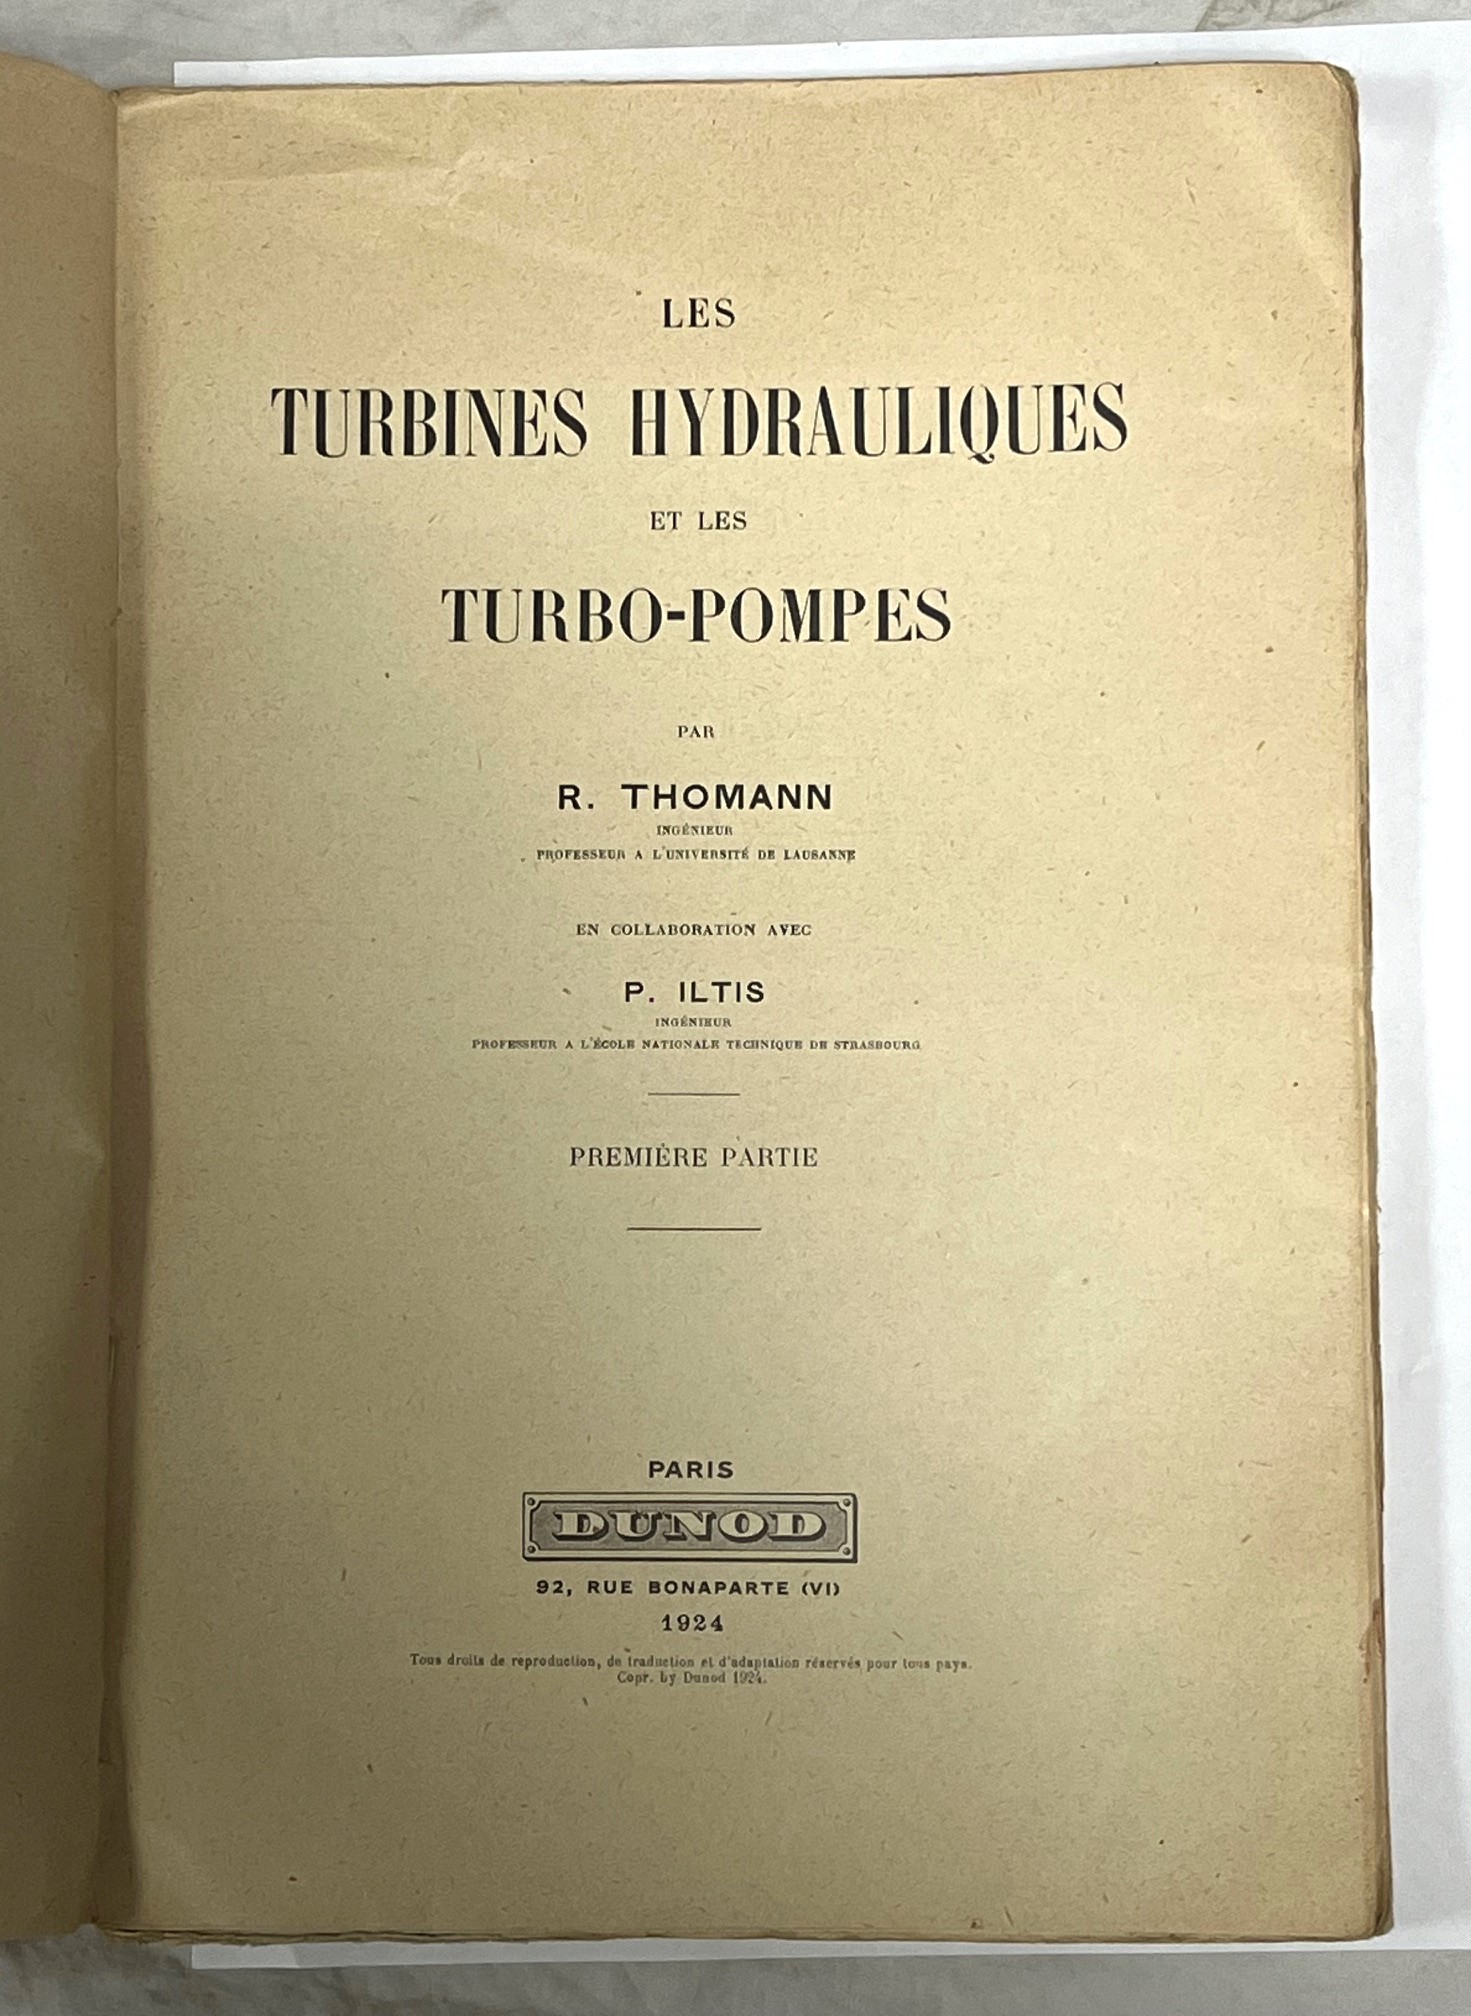 LES
TURBINES HYDRAULIQUES
ET LES
TURBO-POMPES
PAR
R. THOMANN
INGÉNIEUR
PROFESSEUR A L'UNIVERSITÉ DE LAUSANNE
EN COLLABORATION AVEC
P. ILTIS
INGÉNIEUR
PROFESSEUR A L'ÉCOLE NATIONALE TECHNIQUE DE STRASBOURG
PREMIÈRE PARTIE
PARIS
DUNOD
92, RUE BONAPARTE (VI)
1924
Tous droits de reproduction, de traduction et d'adaptation réservés pour tous pays.
Copr. by Dunod 1924.